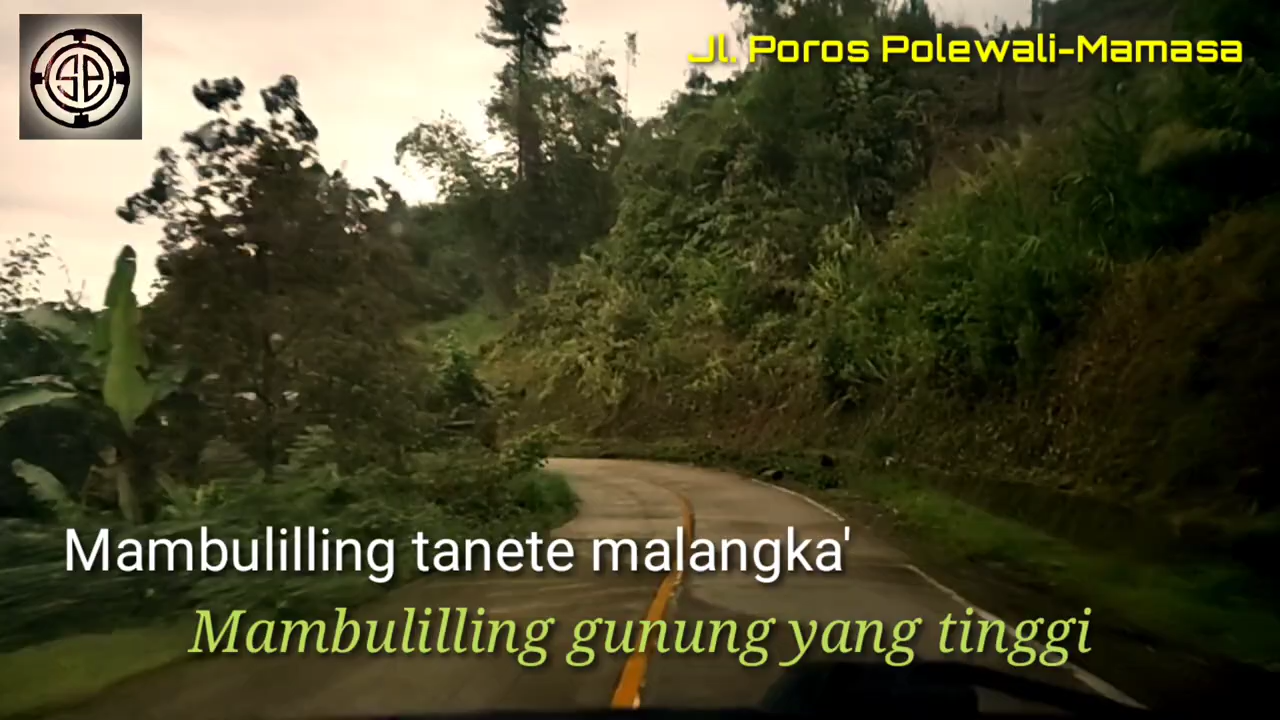 Jl. Poros Polewali-Mamasa
Mambulilling tanete malangka'
Mambulilling gunung yang tinggi